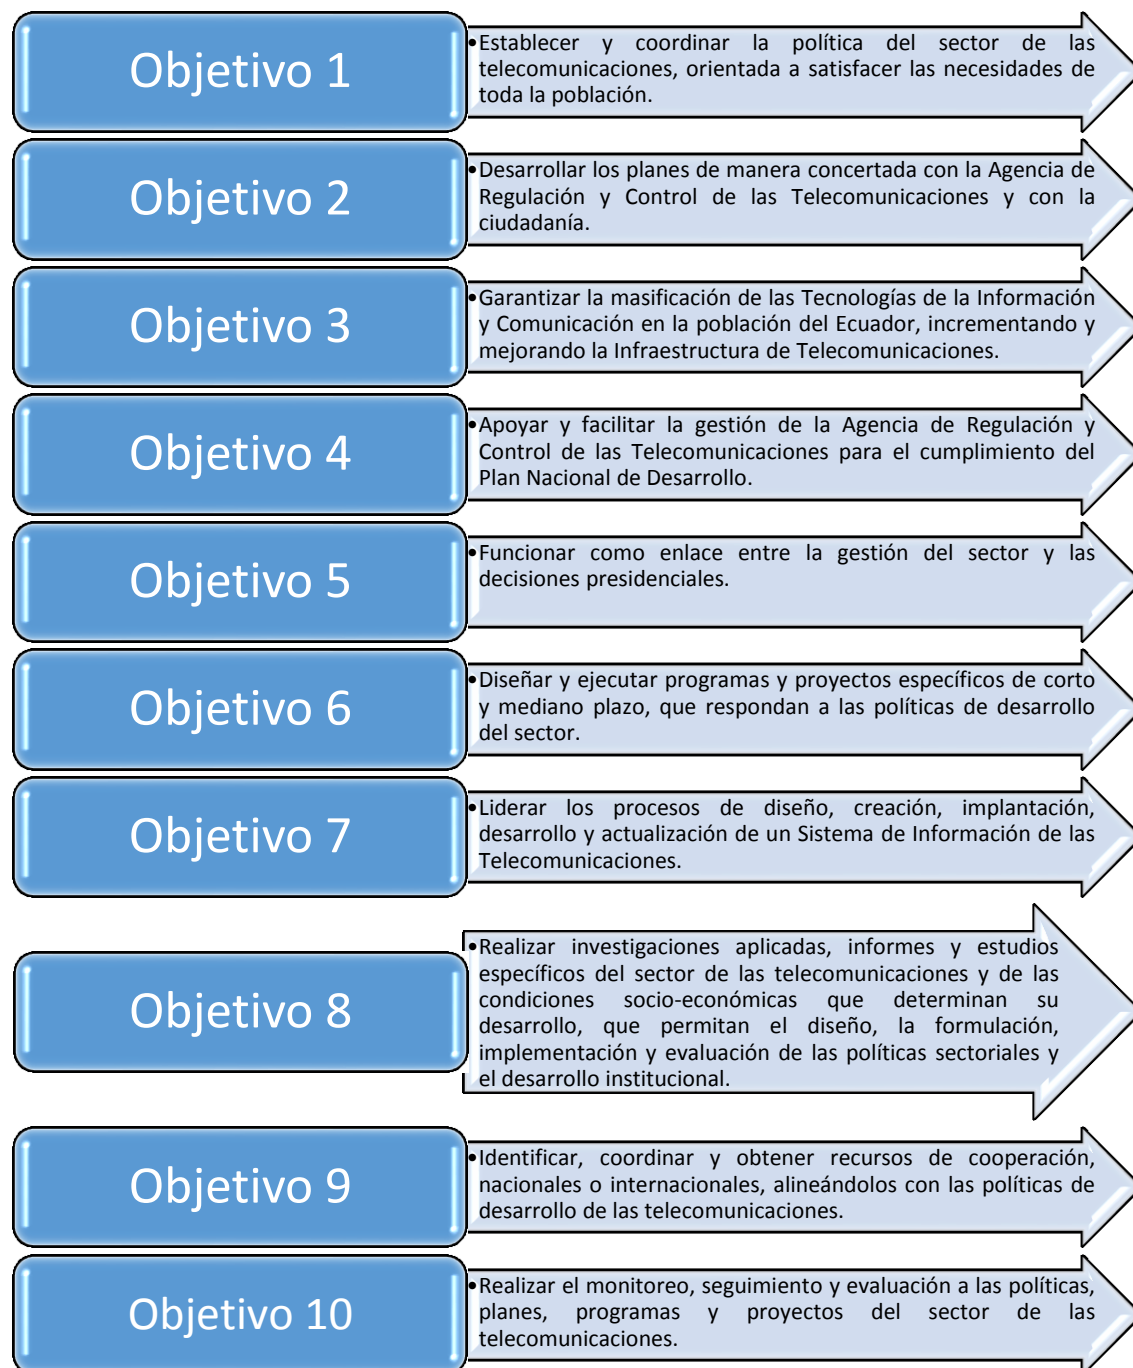 Objetivo 1
•Establecer y coordinar la política del sector de las
telecomunicaciones, orientada a satisfacer las necesidades de
toda la población.
Objetivo 2
•Desarrollar los planes de manera concertada con la Agencia de
Regulación y Control de las Telecomunicaciones y con la
ciudadanía.
Objetivo 3
•Garantizar la masificación de las Tecnologías de la Información
y Comunicación en la población del Ecuador, incrementando y
mejorando la Infraestructura de Telecomunicaciones.
Objetivo 4
•Apoyar y facilitar la gestión de la Agencia de Regulación y
Control de las Telecomunicaciones para el cumplimiento del
Plan Nacional de Desarrollo.
Objetivo 5
•Funcionar como enlace entre la gestión del sector y las
decisiones presidenciales.
Objetivo 6
•Diseñar y ejecutar programas y proyectos específicos de corto
y mediano plazo, que respondan a las políticas de desarrollo
del sector.
Objetivo 7
•Liderar los procesos de diseño, creación, implantación,
desarrollo y actualización de un Sistema de Información de las
Telecomunicaciones.
Objetivo 8
•Realizar investigaciones aplicadas, informes y estudios
específicos del sector de las telecomunicaciones y de las
condiciones socio-económicas que determinan su
desarrollo, que permitan el diseño, la formulación,
implementación y evaluación de las políticas sectoriales y
el desarrollo institucional.
Objetivo 9
•Identificar, coordinar y obtener recursos de cooperación,
nacionales o internacionales, alineándolos con las políticas de
desarrollo de las telecomunicaciones.
Objetivo 10
•Realizar el monitoreo, seguimiento y evaluación a las políticas,
planes, programas y proyectos del sector de las
telecomunicaciones.